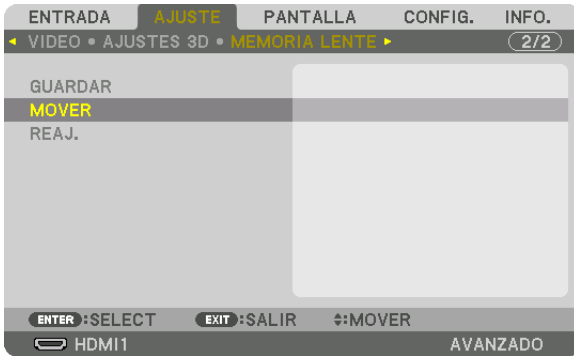 ENTRADA AJUSTE PANTALLA CONFIG. INFO.
VIDEO • AJUSTES 3D • MEMORIA LENTE 2/2
GUARDAR
MOVER
REAJ.
ENTER :SELECT EXIT :SALIR :MOVER
HDMI1 AVANZADO